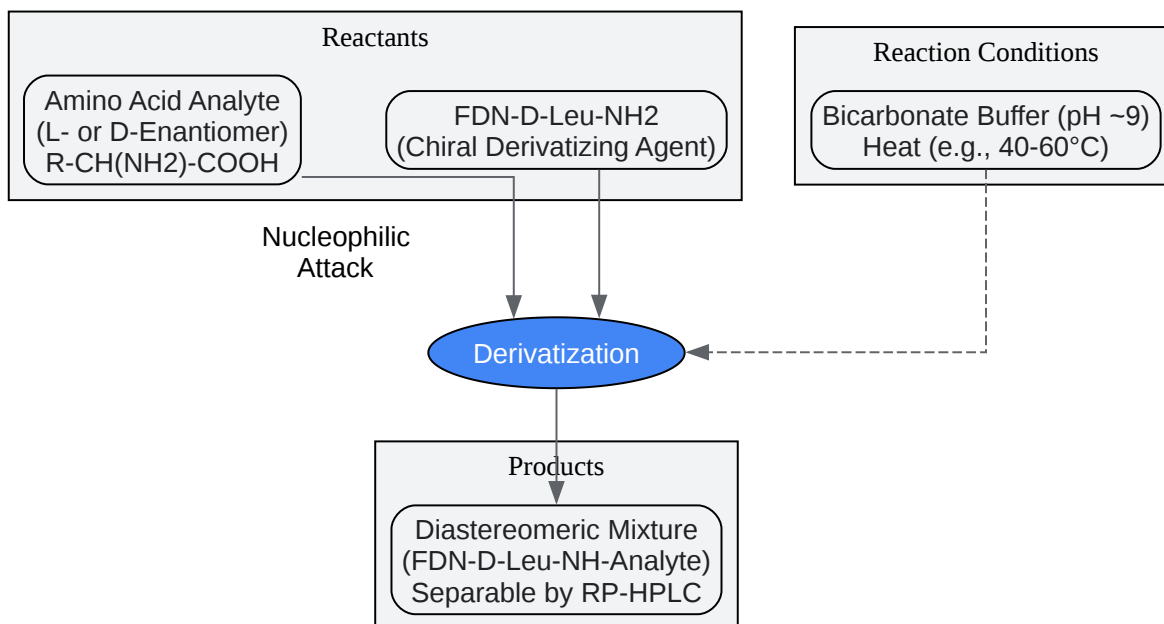 Reactants
Amino Acid Analyte
(L- or D-Enantiomer)
R-CH(NH2)-COOH
FDN-D-Leu-NH2
(Chiral Derivatizing Agent)
Reaction Conditions
Bicarbonate Buffer (pH ~9)
Heat (e.g., 40-60°C)
Nucleophilic
Attack
Derivatization
Products
Diastereomeric Mixture
(FDN-D-Leu-NH-Analyte)
Separable by RP-HPLC